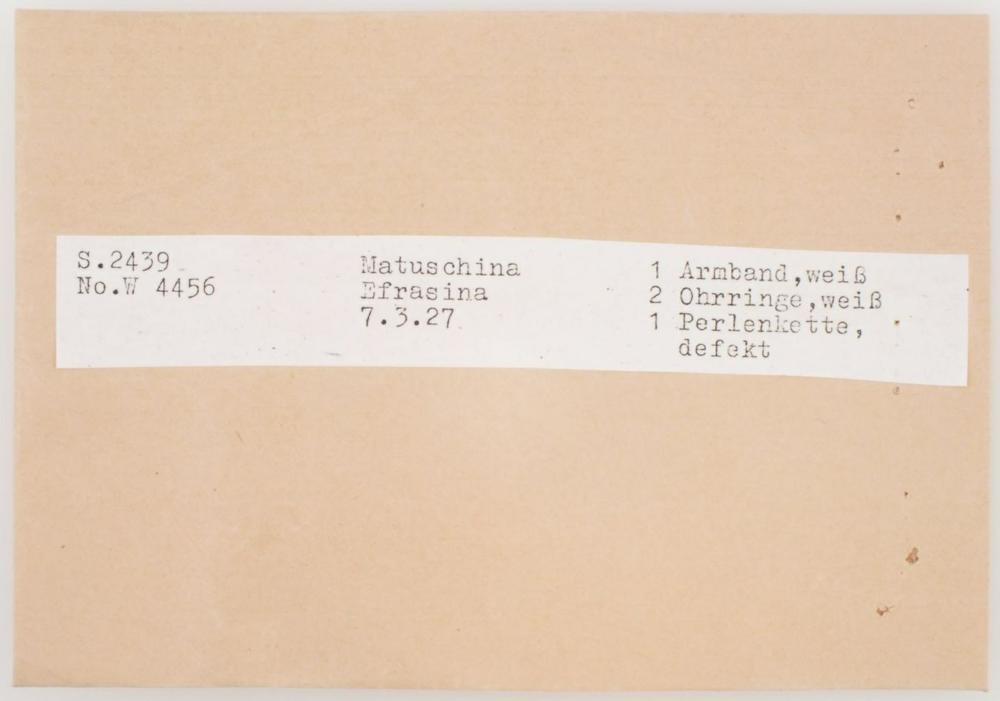 S.2439
No.W 4456
Matuschina
Efrasina
7.3.27
1 Armband,weiß
2 Ohrringe,weiß
1 Perlenkette,
defekt